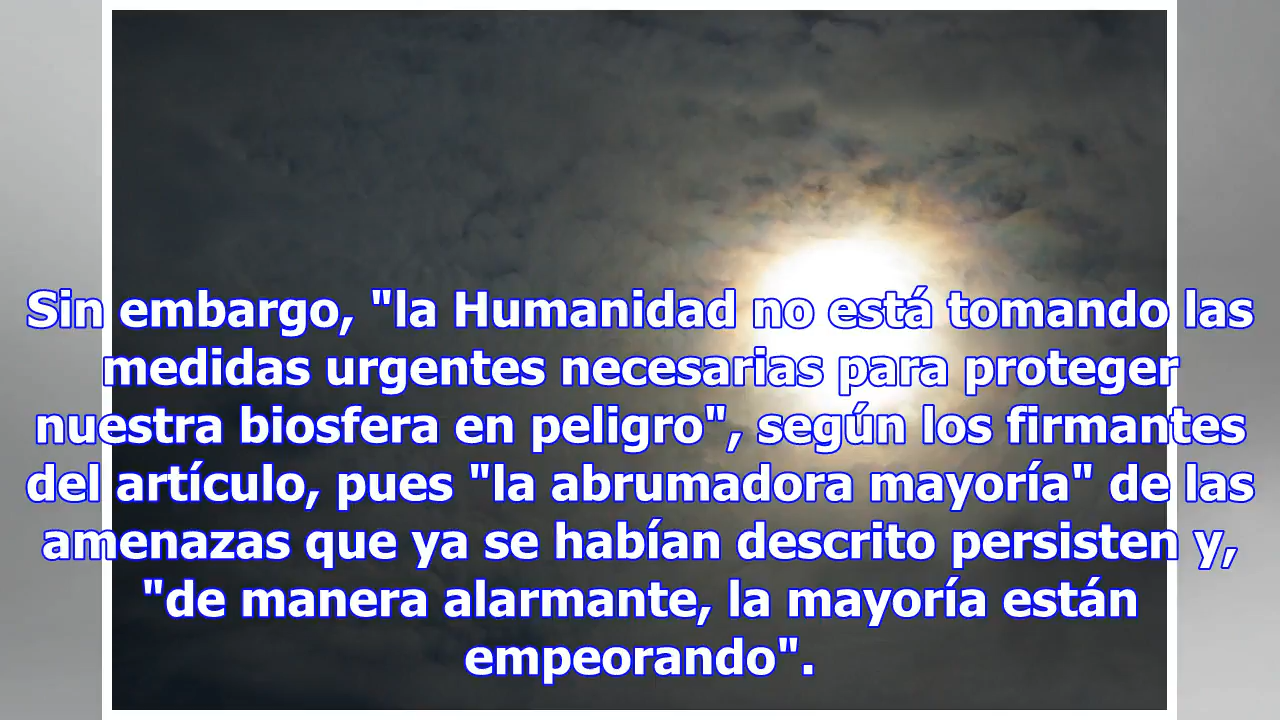 Sin embargo, "la Humanidad no está tomando las
medidas urgentes necesarias para proteger
nuestra biosfera en peligro", según los firmantes
del artículo, pues "la abrumadora mayoría" de las
amenazas que ya se habían descrito persisten y,
"de manera alarmante, la mayoría están
empeorando".